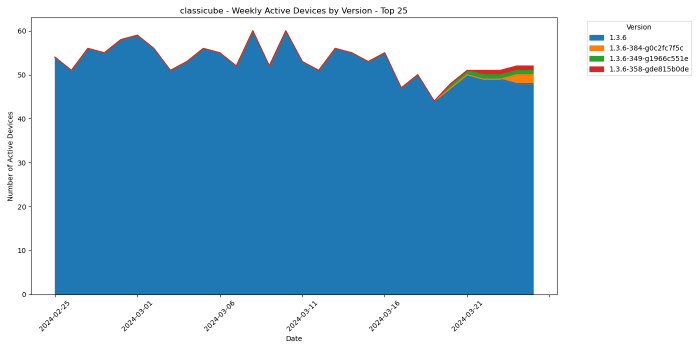 classicube - Weekly Active Devices by Version - Top 25
Number of Active Devices
60
50
40
30
20
10
0
2024-02-25
2024-03-01
2024-03-06
2024-03-11
2024-03-16
2024-03-21
Date
Version
1.3.6
1.3.6-384-g0c2fc7f5c
1.3.6-349-g1966c551e
1.3.6-358-gde815b0de